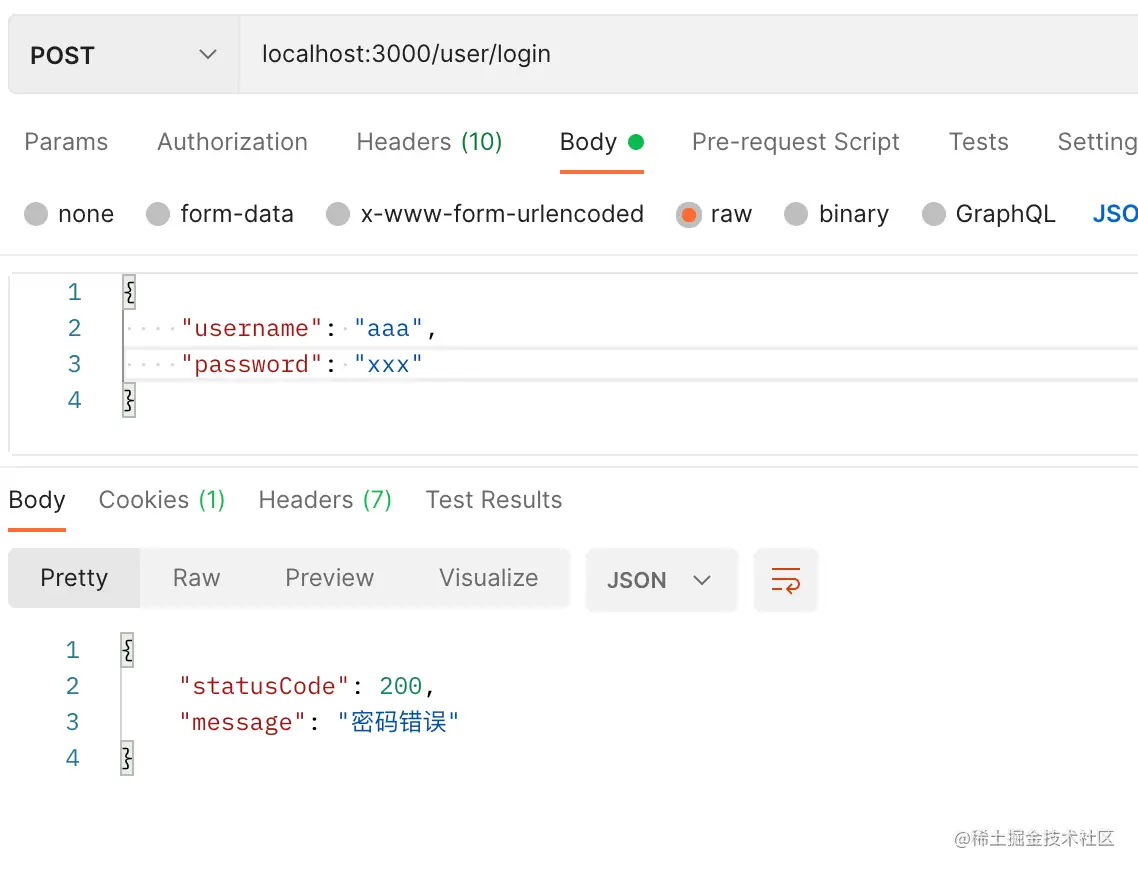 POST localhost:3000/user/login
Params Authorization Headers (10) Body Pre-request Script Tests Setting
none form-data x-www-form-urlencoded raw binary GraphQL JSO
1 {
2 "username": "aaa",
3 "password": "xxx"
4 }
Body Cookies (1) Headers (7) Test Results
Pretty Raw Preview Visualize JSON
1 {
2 "statusCode": 200,
3 "message": "密码错误"
4 }
@稀土掘金技术社区